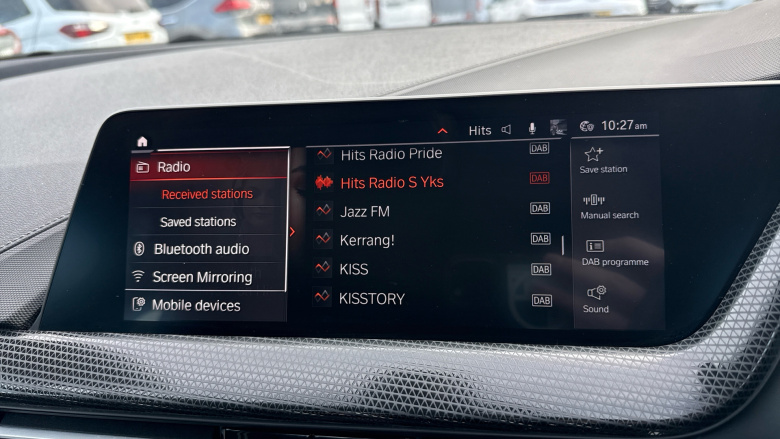 Hits 10:27am
Radio
Received stations
Saved stations
Bluetooth audio
Screen Mirroring
Mobile devices
Hits Radio Pride DAB
Hits Radio S Yks DAB
Jazz FM DAB
Kerrang! DAB
KISS DAB
KISSTORY DAB
Save station
Manual search
DAB programme
Sound